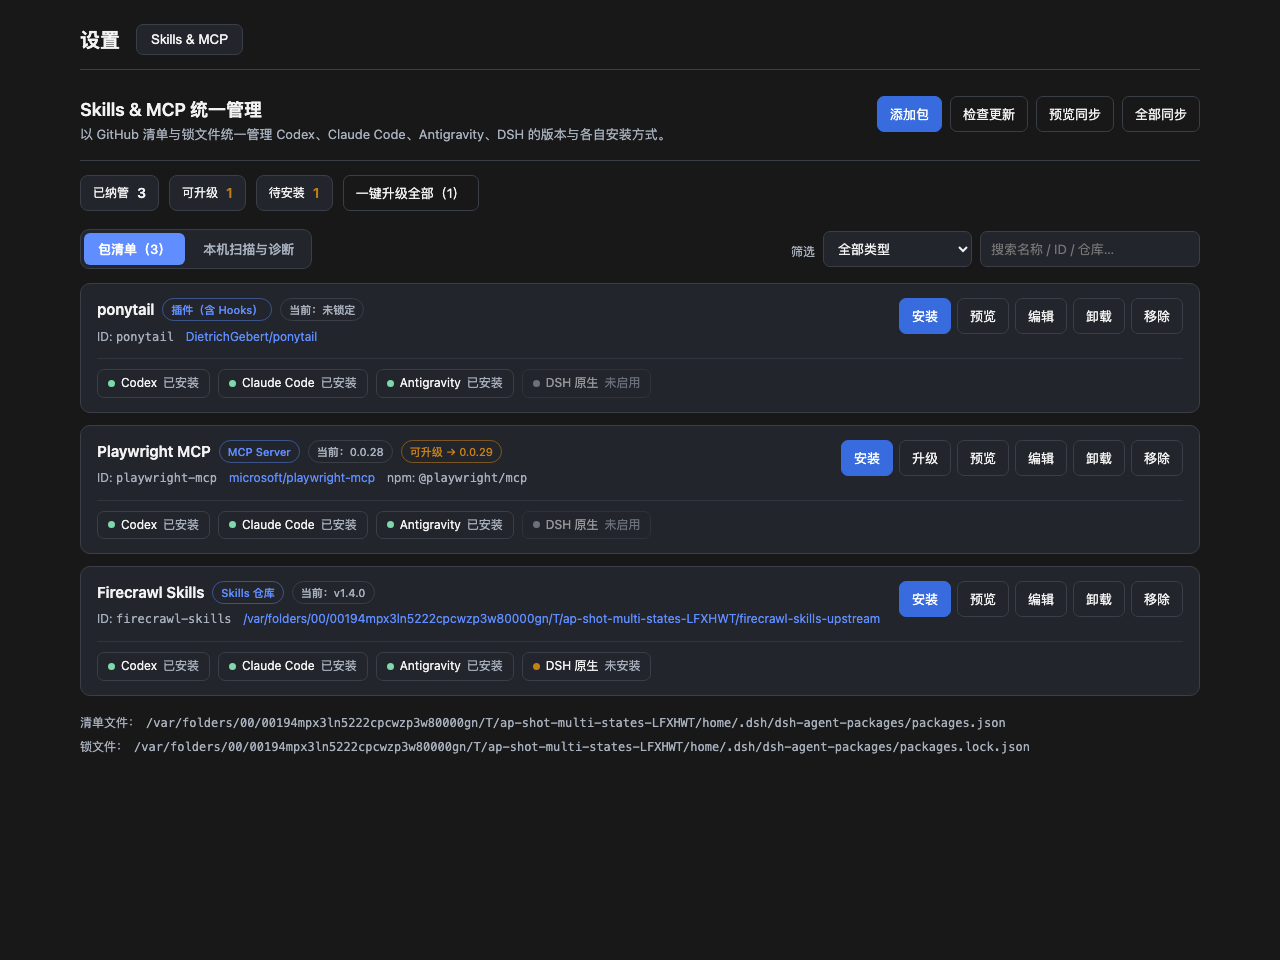 设置 Skills & MCP
Skills & MCP 统一管理
以 GitHub 清单与锁文件统一管理 Codex、Claude Code、Antigravity、DSH 的版本与各自安装方式。
添加包 检查更新 预览同步 全部同步
已纳管 3 可升级 1 待安装 1 一键升级全部（1）
包清单（3） 本机扫描与诊断 筛选 全部类型 搜索名称 / ID / 仓库...
ponytail 插件（含 Hooks） 当前：未锁定 安装 预览 编辑 卸载 移除
ID: ponytail DietrichGebert/ponytail
Codex 已安装 Claude Code 已安装 Antigravity 已安装 DSH 原生 未启用
Playwright MCP MCP Server 当前：0.0.28 可升级 → 0.0.29 安装 升级 预览 编辑 卸载 移除
ID: playwright-mcp microsoft/playwright-mcp npm: @playwright/mcp
Codex 已安装 Claude Code 已安装 Antigravity 已安装 DSH 原生 未启用
Firecrawl Skills Skills 仓库 当前：v1.4.0 安装 预览 编辑 卸载 移除
ID: firecrawl-skills /var/folders/00/00194mpx3ln5222cpcwzp3w80000gn/T/ap-shot-multi-states-LFXHWT/firecrawl-skills-upstream
Codex 已安装 Claude Code 已安装 Antigravity 已安装 DSH 原生 未安装
清单文件： /var/folders/00/00194mpx3ln5222cpcwzp3w80000gn/T/ap-shot-multi-states-LFXHWT/home/.dsh/dsh-agent-packages/packages.json
锁文件： /var/folders/00/00194mpx3ln5222cpcwzp3w80000gn/T/ap-shot-multi-states-LFXHWT/home/.dsh/dsh-agent-packages/packages.lock.json